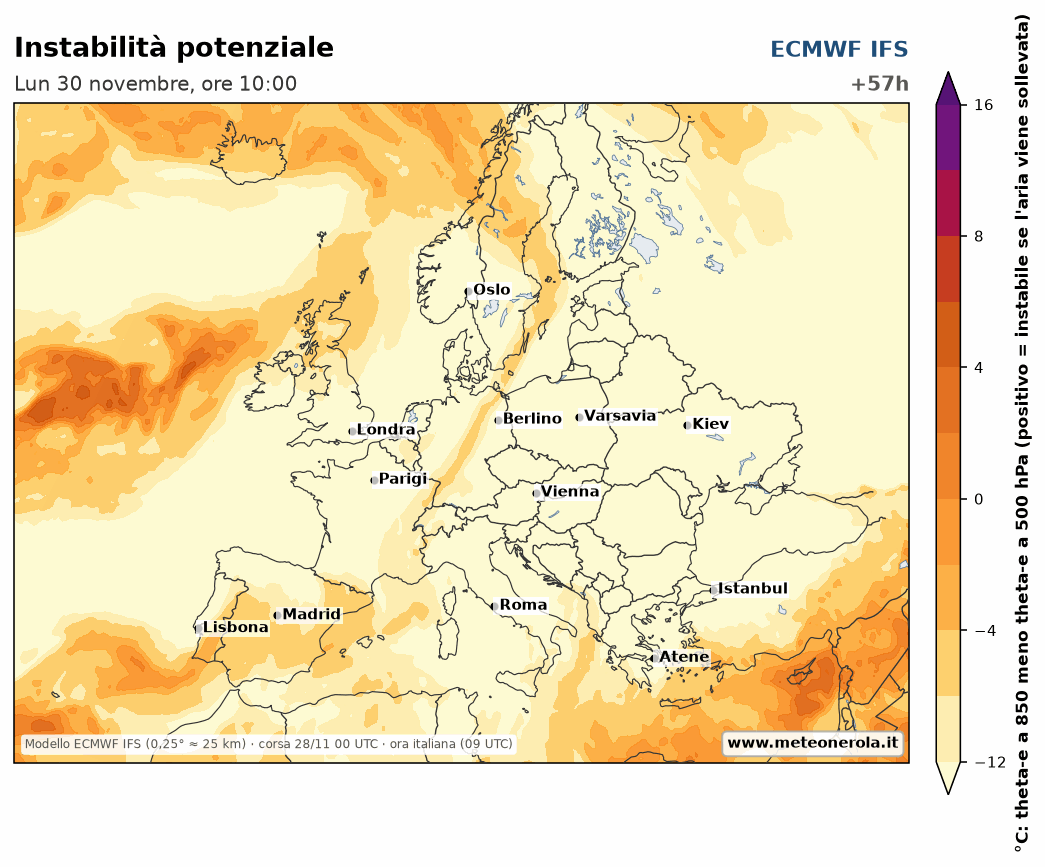 Instabilità potenziale
ECMWF IFS
Lun 30 novembre, ore 10:00
+57h
Oslo
Berlino
Varsavia
Kiev
Londra
Parigi
Vienna
Istanbul
Roma
Madrid
Lisbona
Atene
Modello ECMWF IFS (0,25° ≈ 25 km) · corsa 28/11 00 UTC · ora italiana (09 UTC)
www.meteonerola.it
16
8
4
0
−4
−12
°C: theta-e a 850 meno theta-e a 500 hPa (positivo = instabile se l'aria viene sollevata)